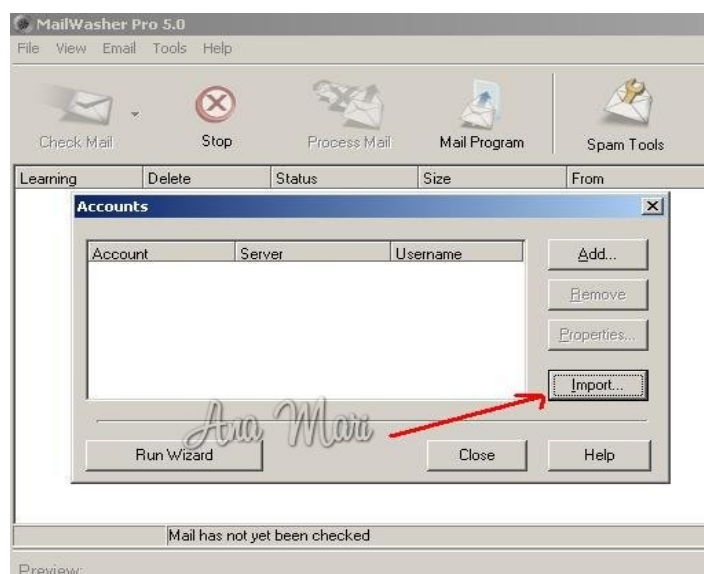 MailWasher Pro 5.0
File View Email Tools Help
Check Mail Stop Process Mail Mail Program Spam Tools
Learning Delete Status Size From
Accounts
Account Server Username
Add...
Remove
Properties...
Import...
Ana Mari
Run Wizard Close Help
Mail has not yet been checked
Preview: